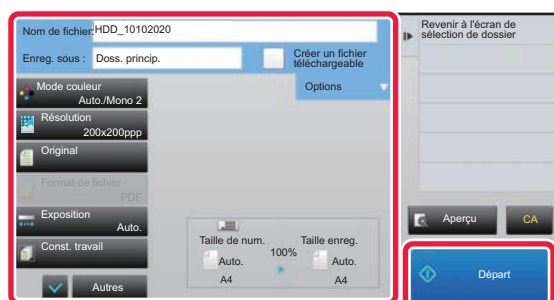 Nom de fichier:
HDD_10102020
Enreg. sous :
Doss. princip.
Créer un fichier
téléchargeable
Options
Mode couleur
Auto./Mono 2
Résolution
200x200ppp
Original
Format de fichier
PDF
Exposition
Auto.
Const. travail
Autres
Taille de num.
100%
Taille enreg.
Auto.
Auto.
A4
A4
Revenir à l'écran de
sélection de dossier
Aperçu
CA
Départ